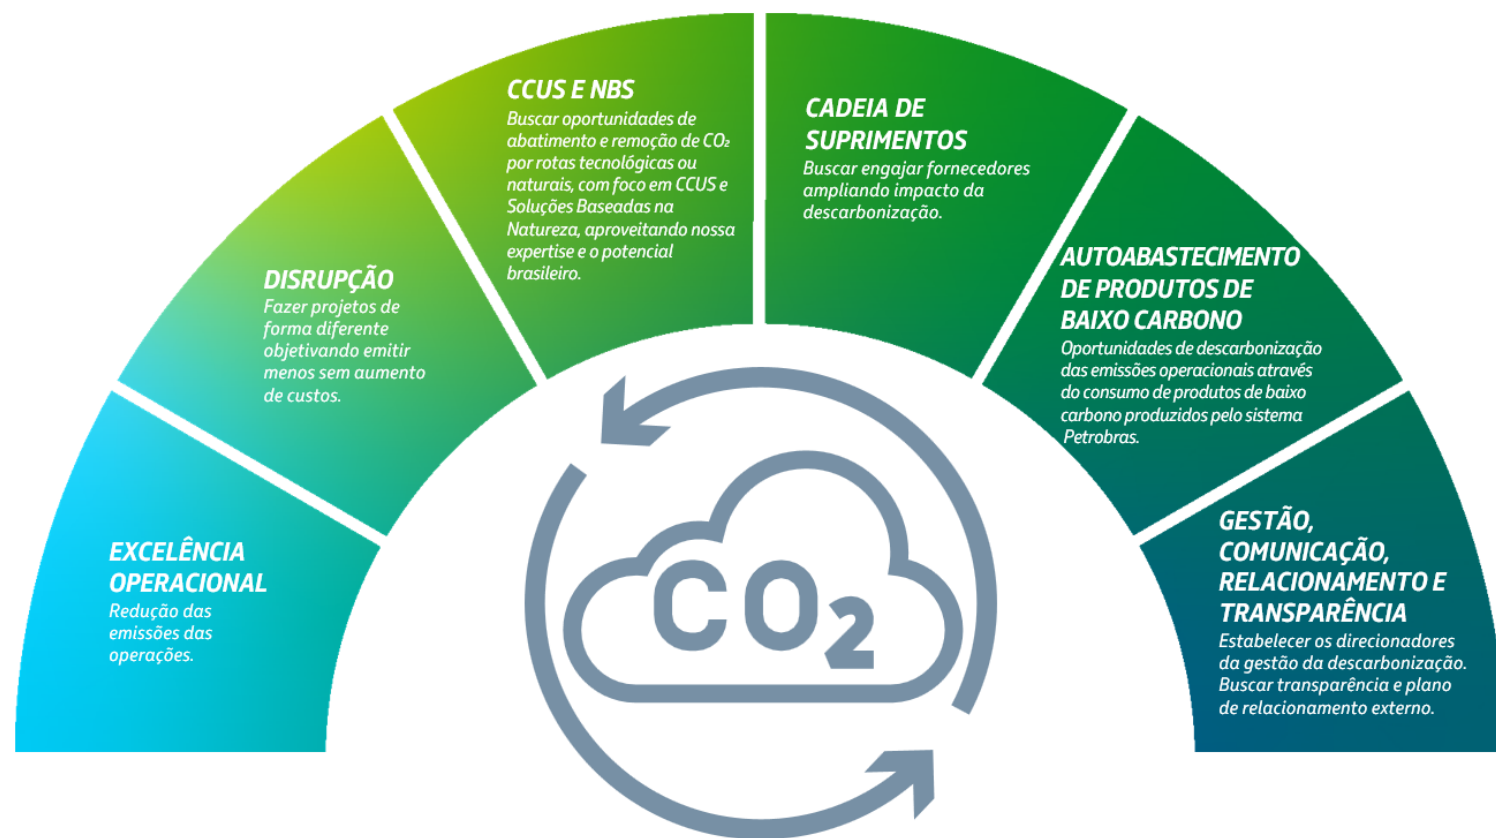 EXCELÊNCIA
OPERACIONAL
Redução das
emissões das
operações.
DISRUPÇÃO
Fazer projetos de
forma diferente
objetivando emitir
menos sem aumento
de custos.
CCUS E NBS
Buscar oportunidades de
abatimento e remoção de CO₂
por rotas tecnológicas ou
naturais, com foco em CCUS e
Soluções Baseadas na
Natureza, aproveitando nossa
expertise e o potencial
brasileiro.
CADEIA DE
SUPRIMENTOS
Buscar engajar fornecedores
ampliando impacto da
descarbonização.
AUTOABASTECIMENTO
DE PRODUTOS DE
BAIXO CARBONO
Oportunidades de descarbonização
das emissões operacionais através
do consumo de produtos de baixo
carbono produzidos pelo sistema
Petrobras.
GESTÃO,
COMUNICAÇÃO,
RELACIONAMENTO E
TRANSPARÊNCIA
Estabelecer os direcionadores
da gestão da descarbonização.
Buscar transparência e plano
de relacionamento externo.
CO₂